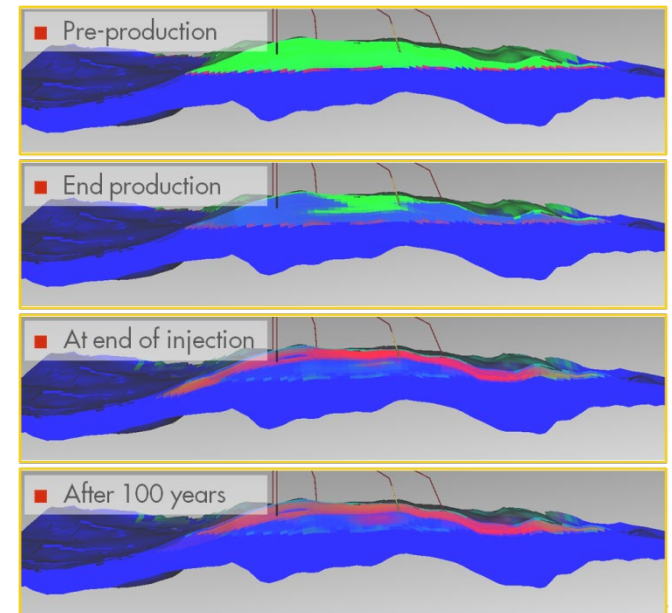 Pre-production
End production
At end of injection
After 100 years